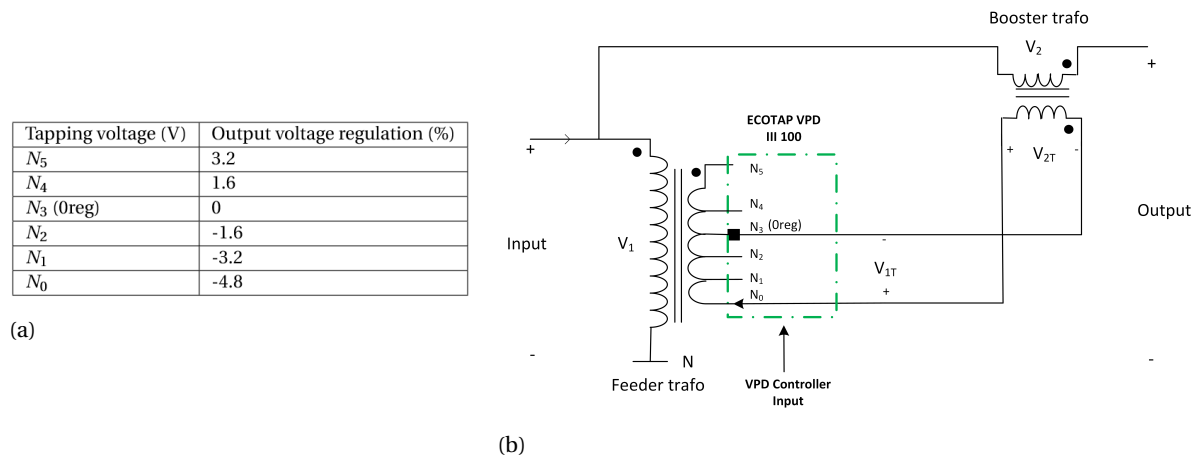 Tapping voltage (V) Output voltage regulation (%)
N5 3.2
N4 1.6
N3 (0reg) 0
N2 -1.6
N1 -3.2
N0 -4.8
(a)
Booster trafo
V2
+
ECOTAP VPD
III 100
+
N5
+ V2T -
N4
N3 (0reg)
Output
Input
V1
-
N2
V1T
N1
+
N0
-
N
-
Feeder trafo
VPD Controller
Input
(b)